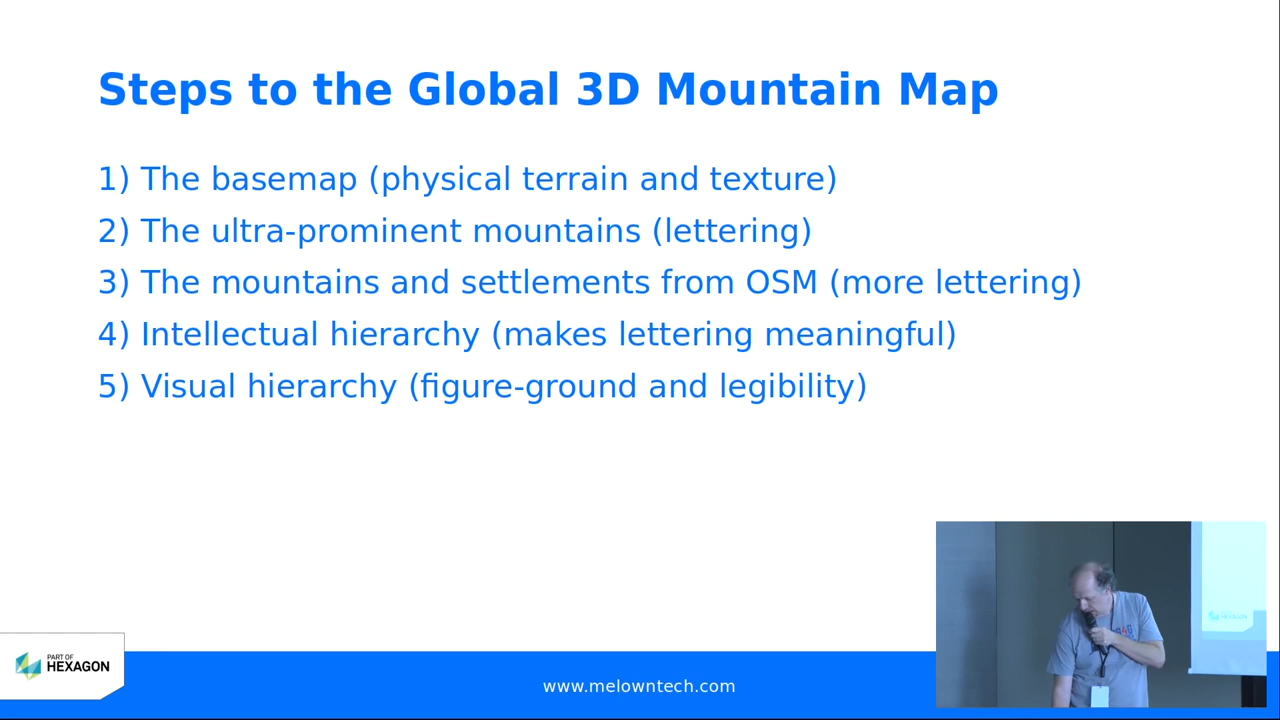 Steps to the Global 3D Mountain Map
1) The basemap (physical terrain and texture)
2) The ultra-prominent mountains (lettering)
3) The mountains and settlements from OSM (more lettering)
4) Intellectual hierarchy (makes lettering meaningful)
5) Visual hierarchy (figure-ground and legibility)
PART OF
HEXAGON
www.melowntech.com